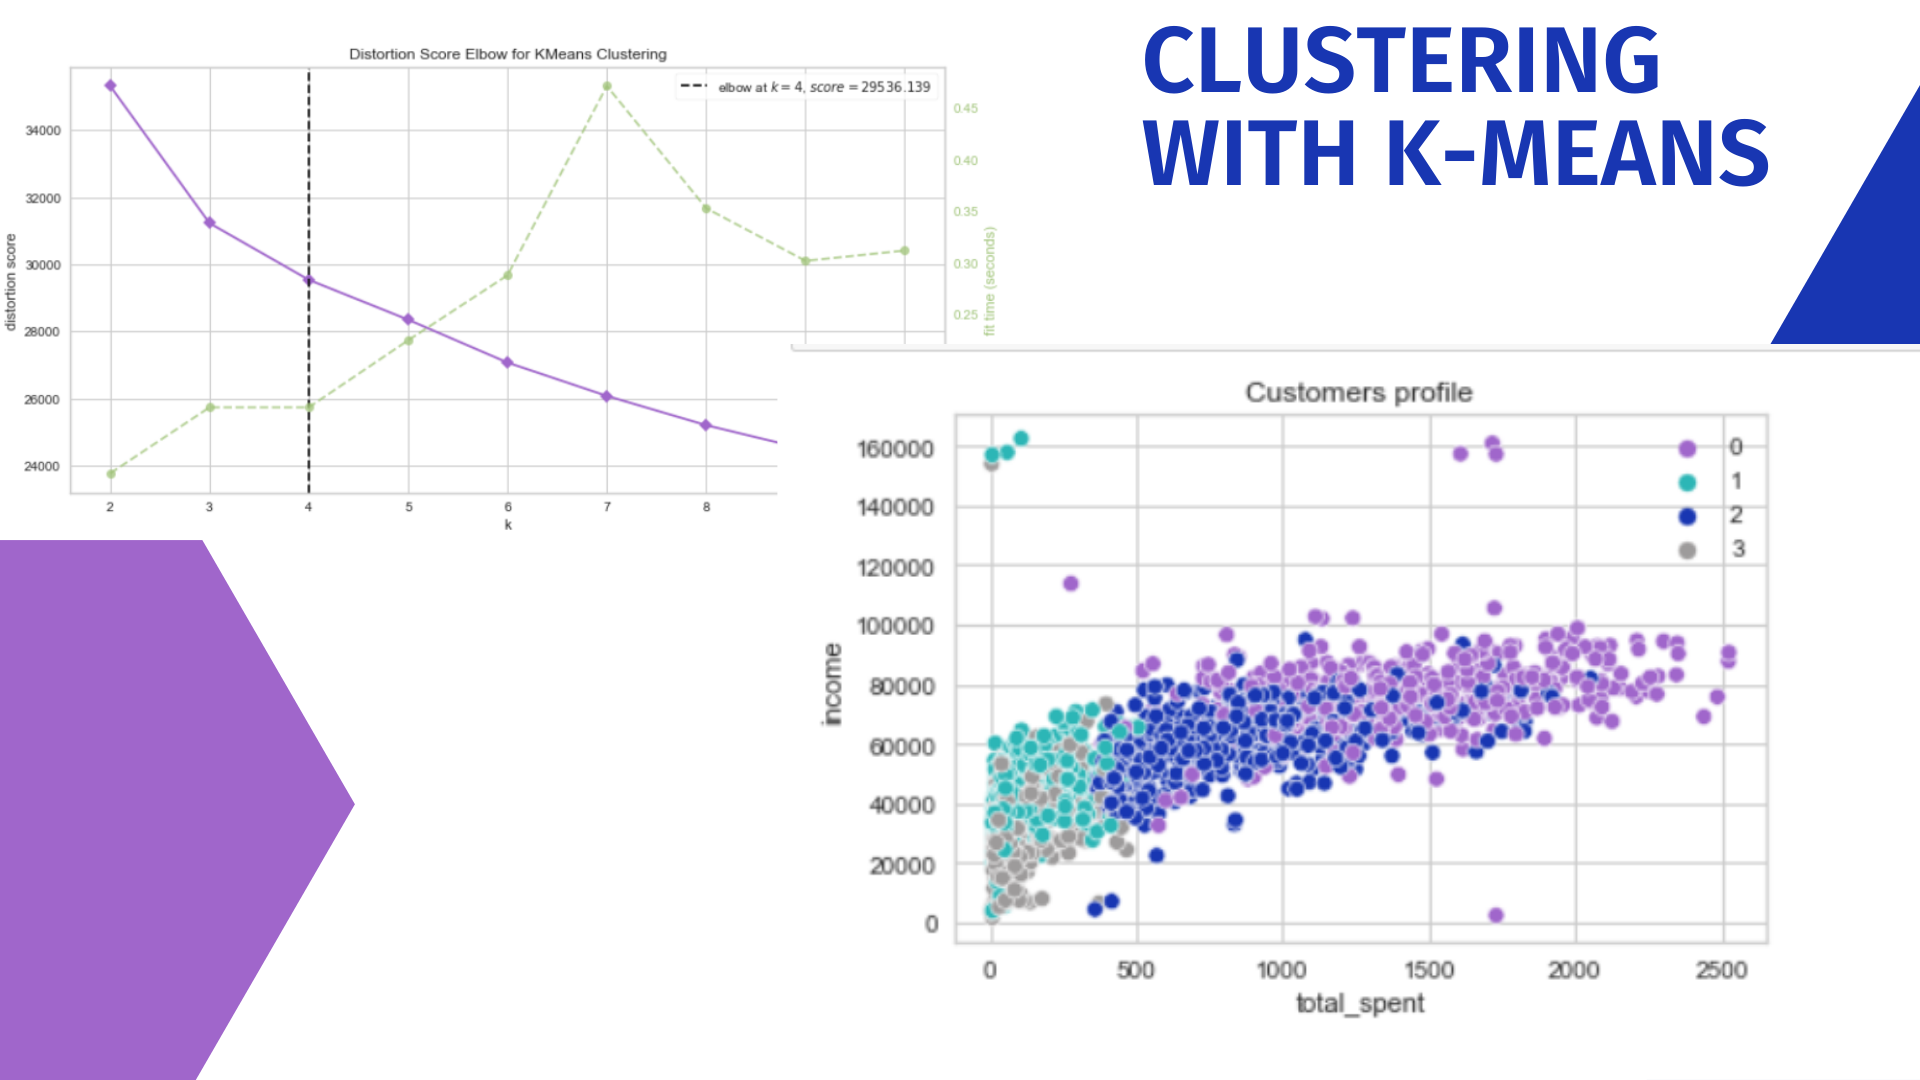 CLUSTERING
WITH K-MEANS
Distortion Score Elbow for KMeans Clustering
elbow at k = 4, score = 29536.139
distortion score
34000
32000
30000
28000
26000
24000
2 3 4 5 6 7 8
k
0.45
0.40
0.35
0.30
0.25
fit time (seconds)
Customers profile
0
1
2
3
income
160000
140000
120000
100000
80000
60000
40000
20000
0
0 500 1000 1500 2000 2500
total_spent